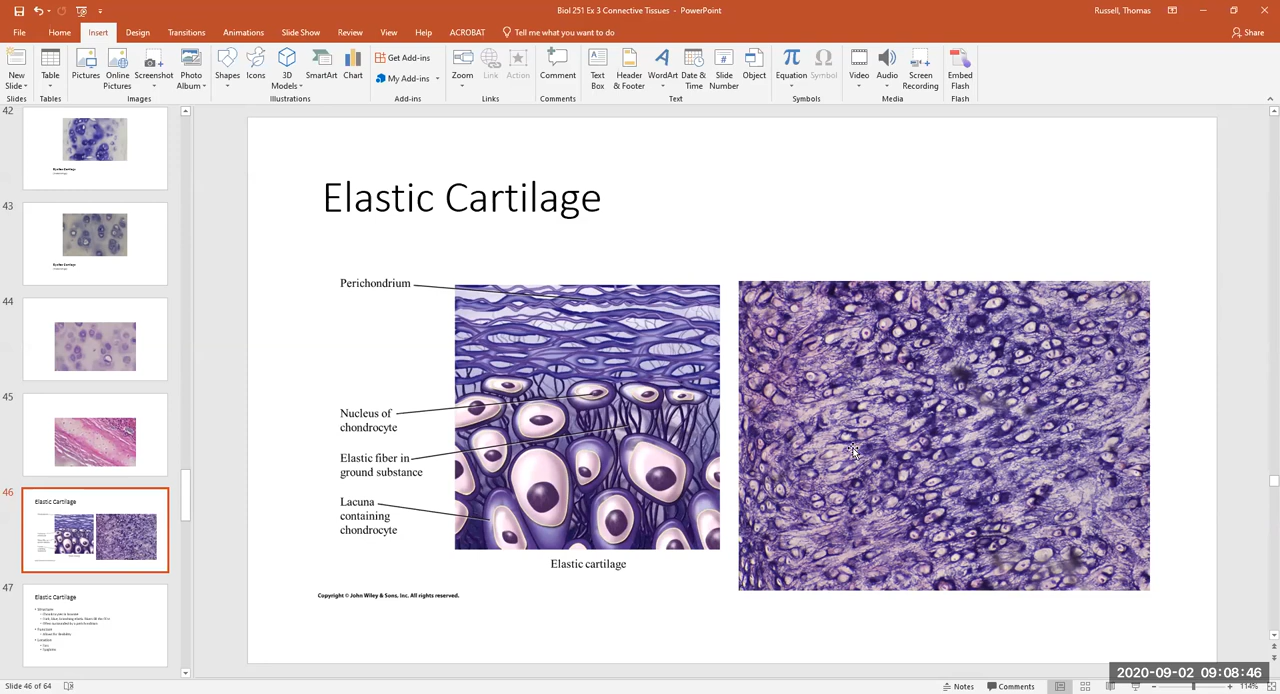 Biol 251 Ex 3 Connective Tissues - PowerPoint
Russell, Thomas
File Home Insert Design Transitions Animations Slide Show Review View Help ACROBAT Tell me what you want to do
Share
New Slide
Table
Pictures
Online Pictures
Screenshot
Photo Album
Shapes
Icons
3D Models
SmartArt
Chart
Get Add-ins
My Add-ins
Zoom
Link
Action
Comment
Text Box
Header & Footer
WordArt
Date & Time
Slide Number
Object
Equation
Symbol
Video
Audio
Screen Recording
Embed Flash
Slides
Tables
Images
Illustrations
Add-ins
Links
Comments
Text
Symbols
Media
Flash
42
43
44
45
46
Elastic Cartilage
47
Elastic Cartilage
Elastic Cartilage
Perichondrium
Nucleus of
chondrocyte
Elastic fiber in
ground substance
Lacuna
containing
chondrocyte
Elastic cartilage
Copyright © John Wiley & Sons, Inc. All rights reserved.
2020-09-02 09:08:46
Slide 46 of 64
Notes
Comments
114%